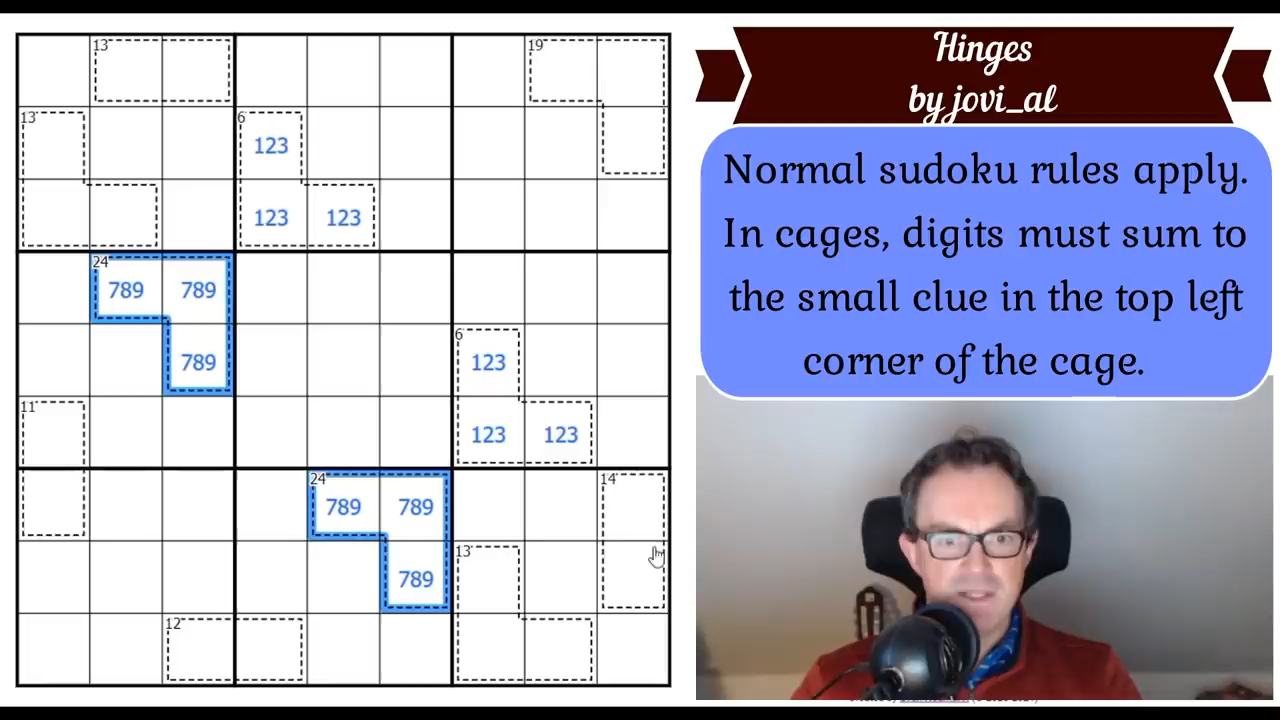 Hinges
by jovi_al
Normal sudoku rules apply.
In cages, digits must sum to
the small clue in the top left
corner of the cage.
13 19
13 6 123
123 123
24 789 789
789 6 123
11 123 123
24 789 789 14
789 13
12